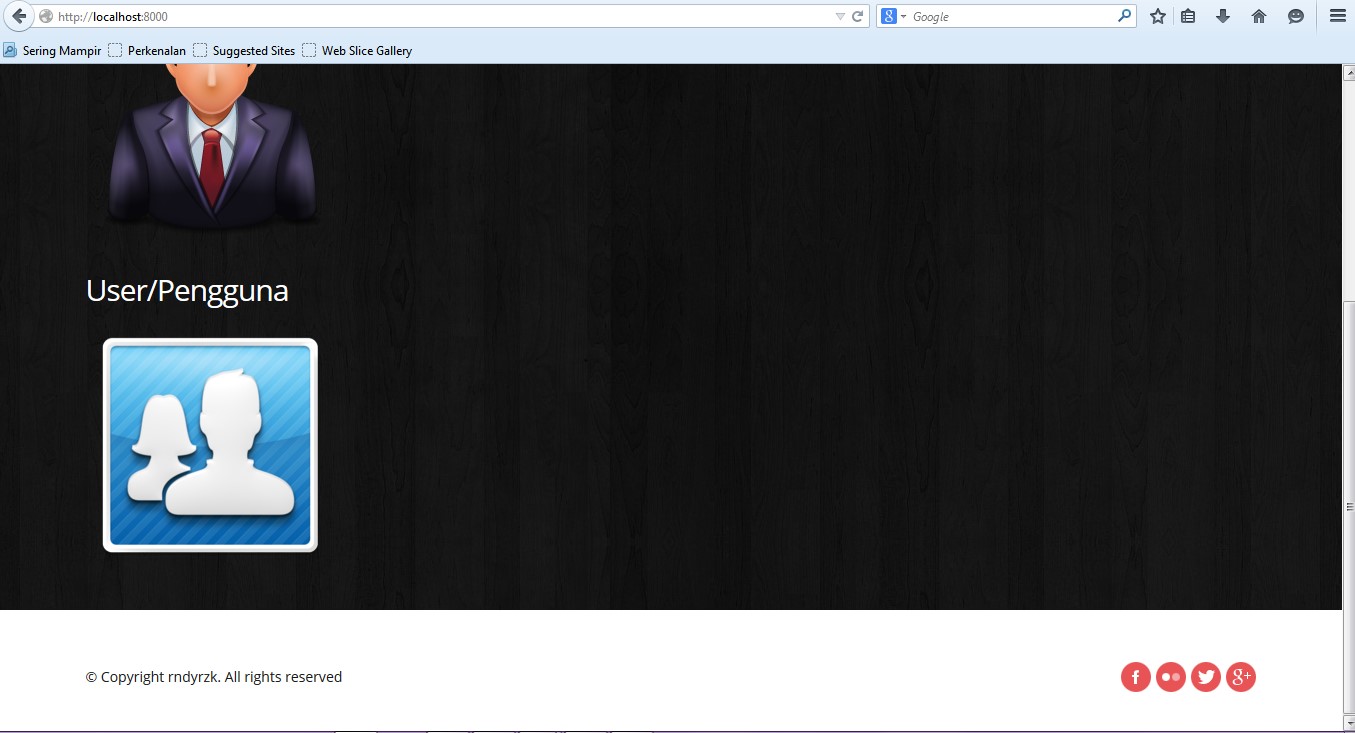 http://localhost:8000
Google
Sering Mampir Perkenalan Suggested Sites Web Slice Gallery
User/Pengguna
© Copyright rndyrzk. All rights reserved